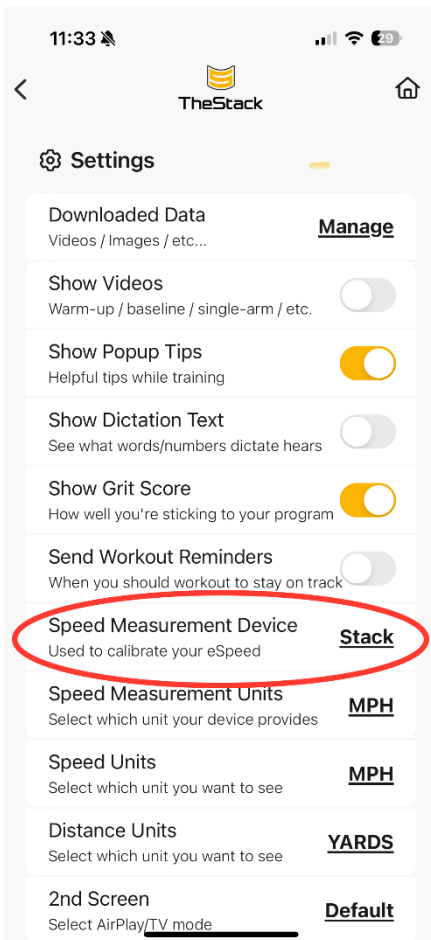 11:33
29
TheStack
Settings
Downloaded Data
Manage
Videos / Images / etc...
Show Videos
Warm-up / baseline / single-arm / etc.
Show Popup Tips
Helpful tips while training
Show Dictation Text
See what words/numbers dictate hears
Show Grit Score
How well you're sticking to your program
Send Workout Reminders
When you should workout to stay on track
Speed Measurement Device
Stack
Used to calibrate your eSpeed
Speed Measurement Units
MPH
Select which unit your device provides
Speed Units
MPH
Select which unit you want to see
Distance Units
YARDS
Select which unit you want to see
2nd Screen
Default
Select AirPlay/TV mode